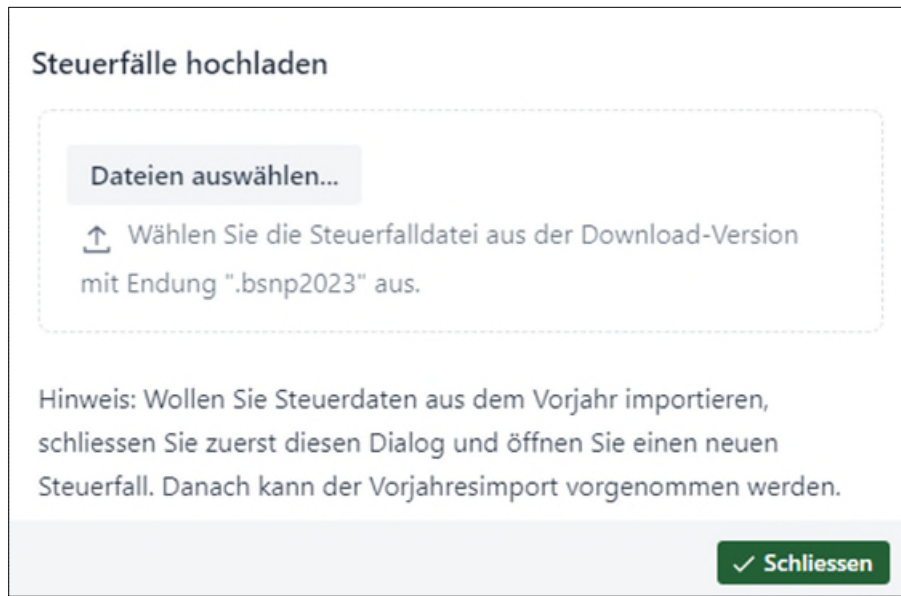 Steuerfälle hochladen
Dateien auswählen...
Wählen Sie die Steuerfalldatei aus der Download-Version
mit Endung ".bsnp2023" aus.
Hinweis: Wollen Sie Steuerdaten aus dem Vorjahr importieren,
schliessen Sie zuerst diesen Dialog und öffnen Sie einen neuen
Steuerfall. Danach kann der Vorjahresimport vorgenommen werden.
Schliessen